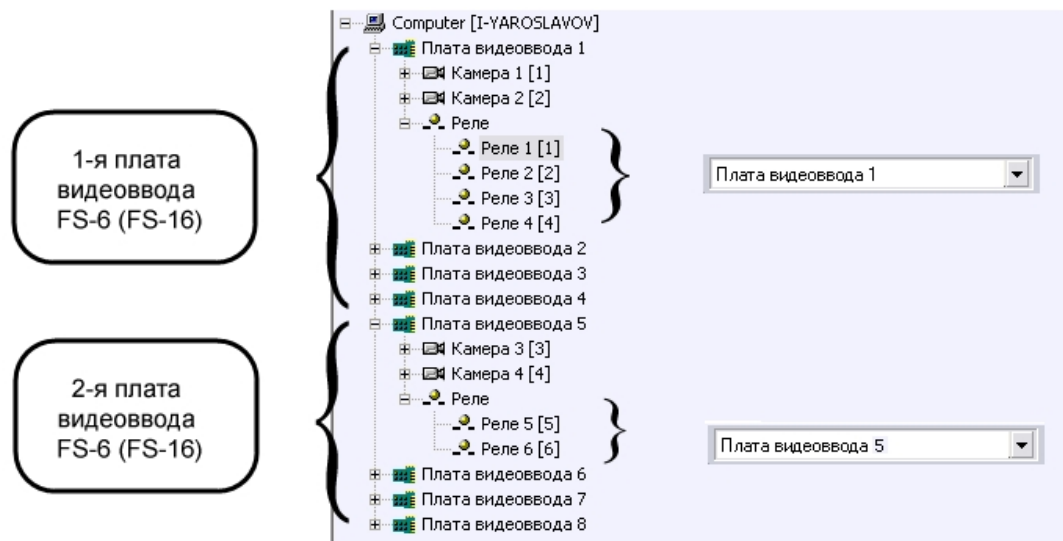 Computer [I-YAROSLAVOV]
Плата видеоввода 1
Камера 1 [1]
Камера 2 [2]
Реле
Реле 1 [1]
Реле 2 [2]
Реле 3 [3]
Реле 4 [4]
Плата видеоввода 2
Плата видеоввода 3
Плата видеоввода 4
Плата видеоввода 5
Камера 3 [3]
Камера 4 [4]
Реле
Реле 5 [5]
Реле 6 [6]
Плата видеоввода 6
Плата видеоввода 7
Плата видеоввода 8
1-я плата
видеоввода
FS-6 (FS-16)
2-я плата
видеоввода
FS-6 (FS-16)
Плата видеоввода 1
Плата видеоввода 5